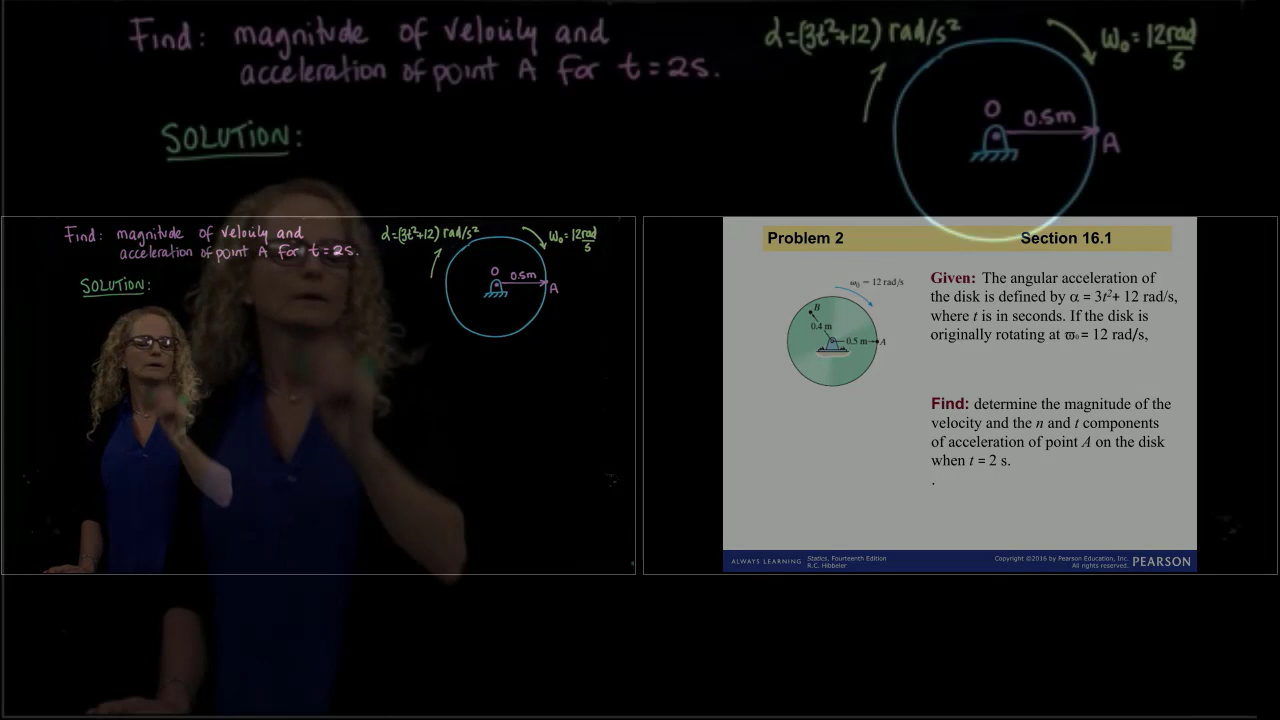 Find: magnitude of velouily and
acceleration of point A for t = 2s.
α=(3t²+12) rad/s²
ω₀ = 12 rad/s
O
0.5m
A
SOLUTION:
Find: magnitude of velouily and
acceleration of point A for t = 2s.
α=(3t²+12) rad/s²
ω₀ = 12 rad/s
O
0.5m
A
SOLUTION:
Problem 2 Section 16.1
ω₀ = 12 rad/s
B
0.4 m
0.5 m
A
Given: The angular acceleration of
the disk is defined by α = 3t²+ 12 rad/s,
where t is in seconds. If the disk is
originally rotating at ϖ₀ = 12 rad/s,
Find: determine the magnitude of the
velocity and the n and t components
of acceleration of point A on the disk
when t = 2 s.
.
ALWAYS LEARNING
Statics, Fourteenth Edition
R.C. Hibbeler
Copyright ©2016 by Pearson Education, Inc.
All rights reserved.
PEARSON